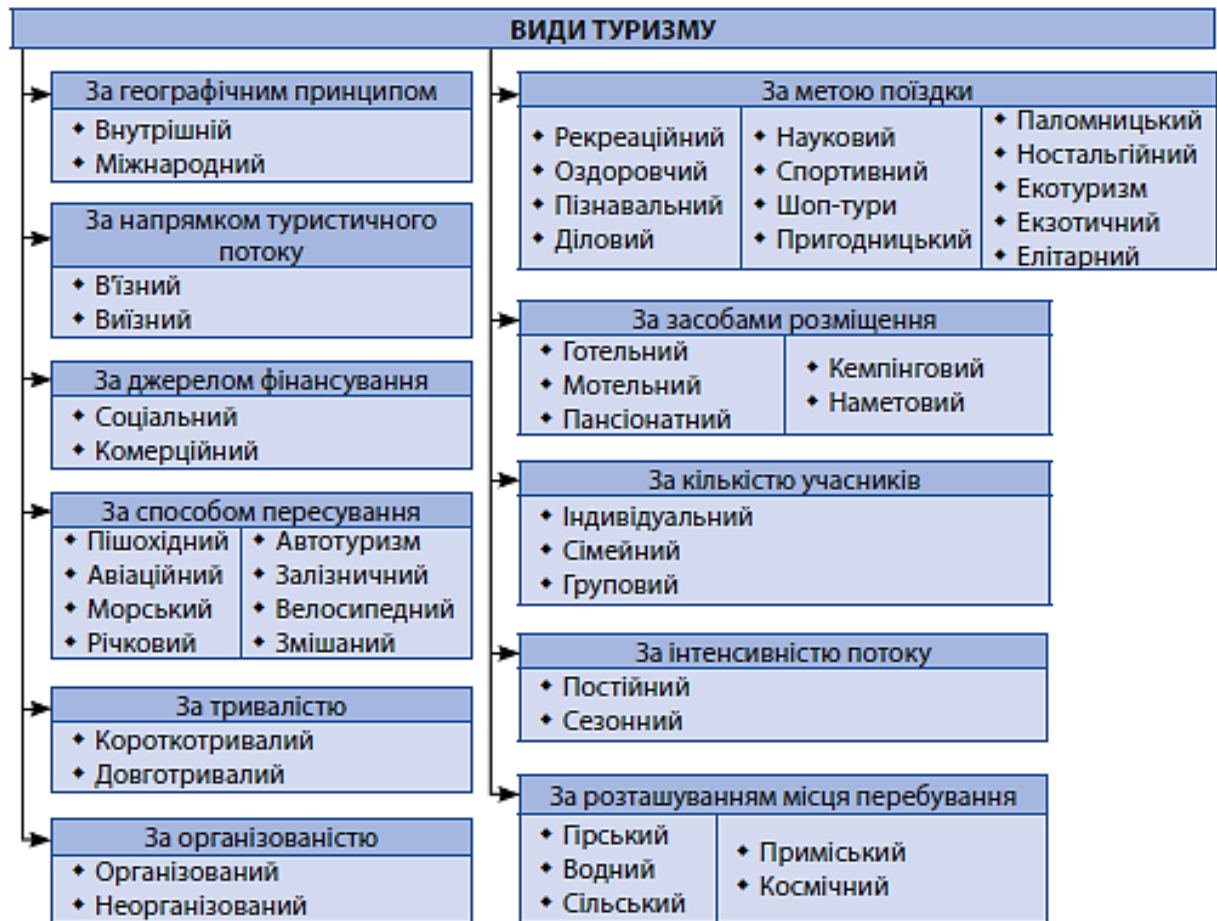 ВИДИ ТУРИЗМУ
За географічним принципом
◆ Внутрішній
◆ Міжнародний
За напрямком туристичного
потоку
◆ В'їзний
◆ Виїзний
За джерелом фінансування
◆ Соціальний
◆ Комерційний
За способом пересування
◆ Пішохідний
◆ Авіаційний
◆ Морський
◆ Річковий
◆ Автотуризм
◆ Залізничний
◆ Велосипедний
◆ Змішаний
За тривалістю
◆ Короткотривалий
◆ Довготривалий
За організованістю
◆ Організований
◆ Неорганізований
За метою поїздки
◆ Рекреаційний
◆ Оздоровчий
◆ Пізнавальний
◆ Діловий
◆ Науковий
◆ Спортивний
◆ Шоп-тури
◆ Пригодницький
◆ Паломницький
◆ Ностальгійний
◆ Екотуризм
◆ Екзотичний
◆ Елітарний
За засобами розміщення
◆ Готельний
◆ Мотельний
◆ Пансіонатний
◆ Кемпінговий
◆ Наметовий
За кількістю учасників
◆ Індивідуальний
◆ Сімейний
◆ Груповий
За інтенсивністю потоку
◆ Постійний
◆ Сезонний
За розташуванням місця перебування
◆ Гірський
◆ Водний
◆ Сільський
◆ Приміський
◆ Космічний